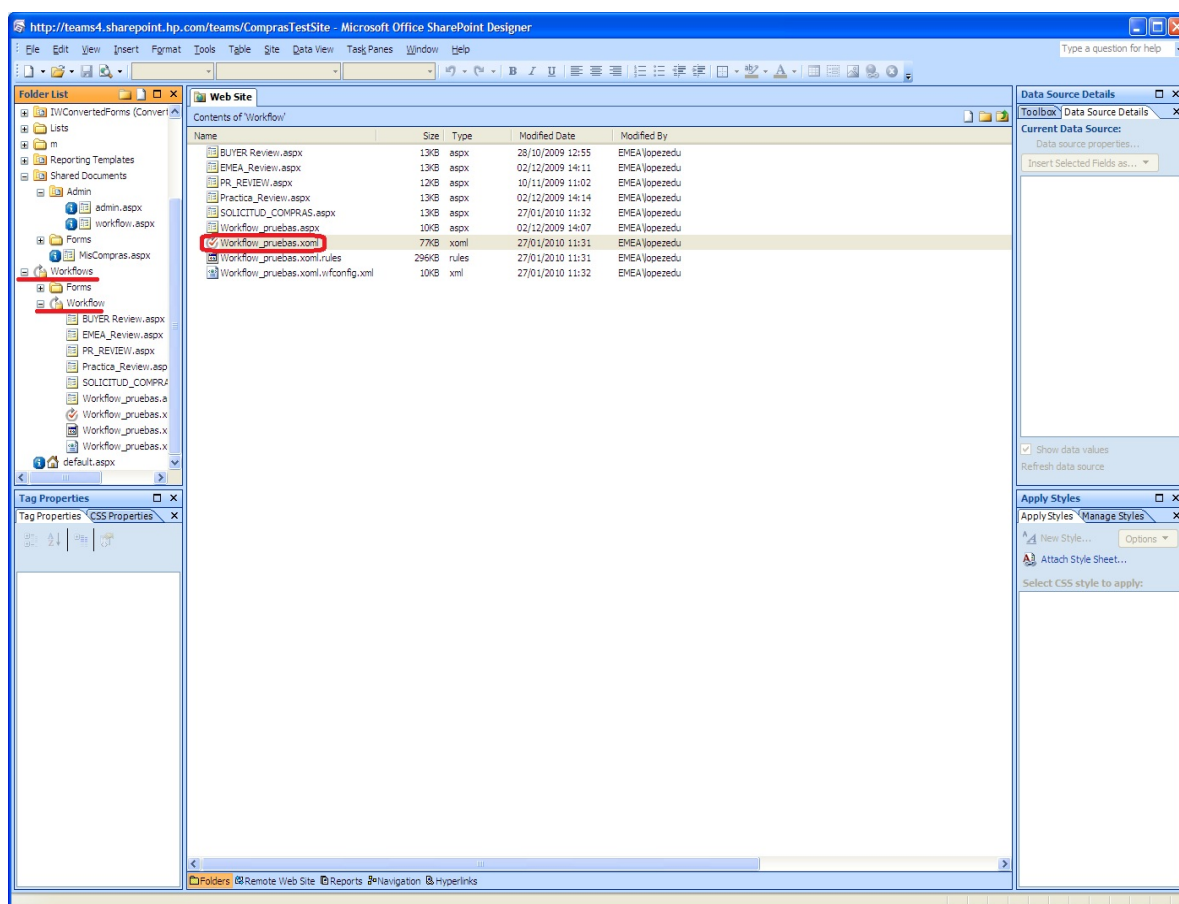 http://teams4.sharepoint.hp.com/teams/ComprasTestSite - Microsoft Office SharePoint Designer
File Edit View Insert Format Tools Table Site Data View Task Panes Window Help
Type a question for help
Folder List
IWConvertedForms (Convert
Lists
m
Reporting Templates
Shared Documents
Admin
admin.aspx
workflow.aspx
Forms
MisCompras.aspx
Workflows
Forms
Workflow
BUYER Review.aspx
EMEA_Review.aspx
PR_REVIEW.aspx
Practica_Review.asp
SOLICITUD_COMPRA
Workflow_pruebas.a
Workflow_pruebas.x
Workflow_pruebas.x
Workflow_pruebas.x
default.aspx
Tag Properties
Tag Properties CSS Properties
Web Site
Contents of 'Workflow'
Name Size Type Modified Date Modified By
BUYER Review.aspx 13KB aspx 28/10/2009 12:55 EMEA\lopezedu
EMEA_Review.aspx 13KB aspx 02/12/2009 14:11 EMEA\lopezedu
PR_REVIEW.aspx 12KB aspx 10/11/2009 11:02 EMEA\lopezedu
Practica_Review.aspx 13KB aspx 02/12/2009 14:14 EMEA\lopezedu
SOLICITUD_COMPRAS.aspx 13KB aspx 27/01/2010 11:32 EMEA\lopezedu
Workflow_pruebas.aspx 10KB aspx 02/12/2009 14:07 EMEA\lopezedu
Workflow_pruebas.xoml 77KB xoml 27/01/2010 11:31 EMEA\lopezedu
Workflow_pruebas.xoml.rules 296KB rules 27/01/2010 11:31 EMEA\lopezedu
Workflow_pruebas.xoml.wfconfig.xml 10KB xml 27/01/2010 11:32 EMEA\lopezedu
Folders Remote Web Site Reports Navigation Hyperlinks
Data Source Details
Toolbox Data Source Details
Current Data Source:
Data source properties...
Insert Selected Fields as...
Show data values
Refresh data source
Apply Styles
Apply Styles Manage Styles
New Style... Options
Attach Style Sheet...
Select CSS style to apply: